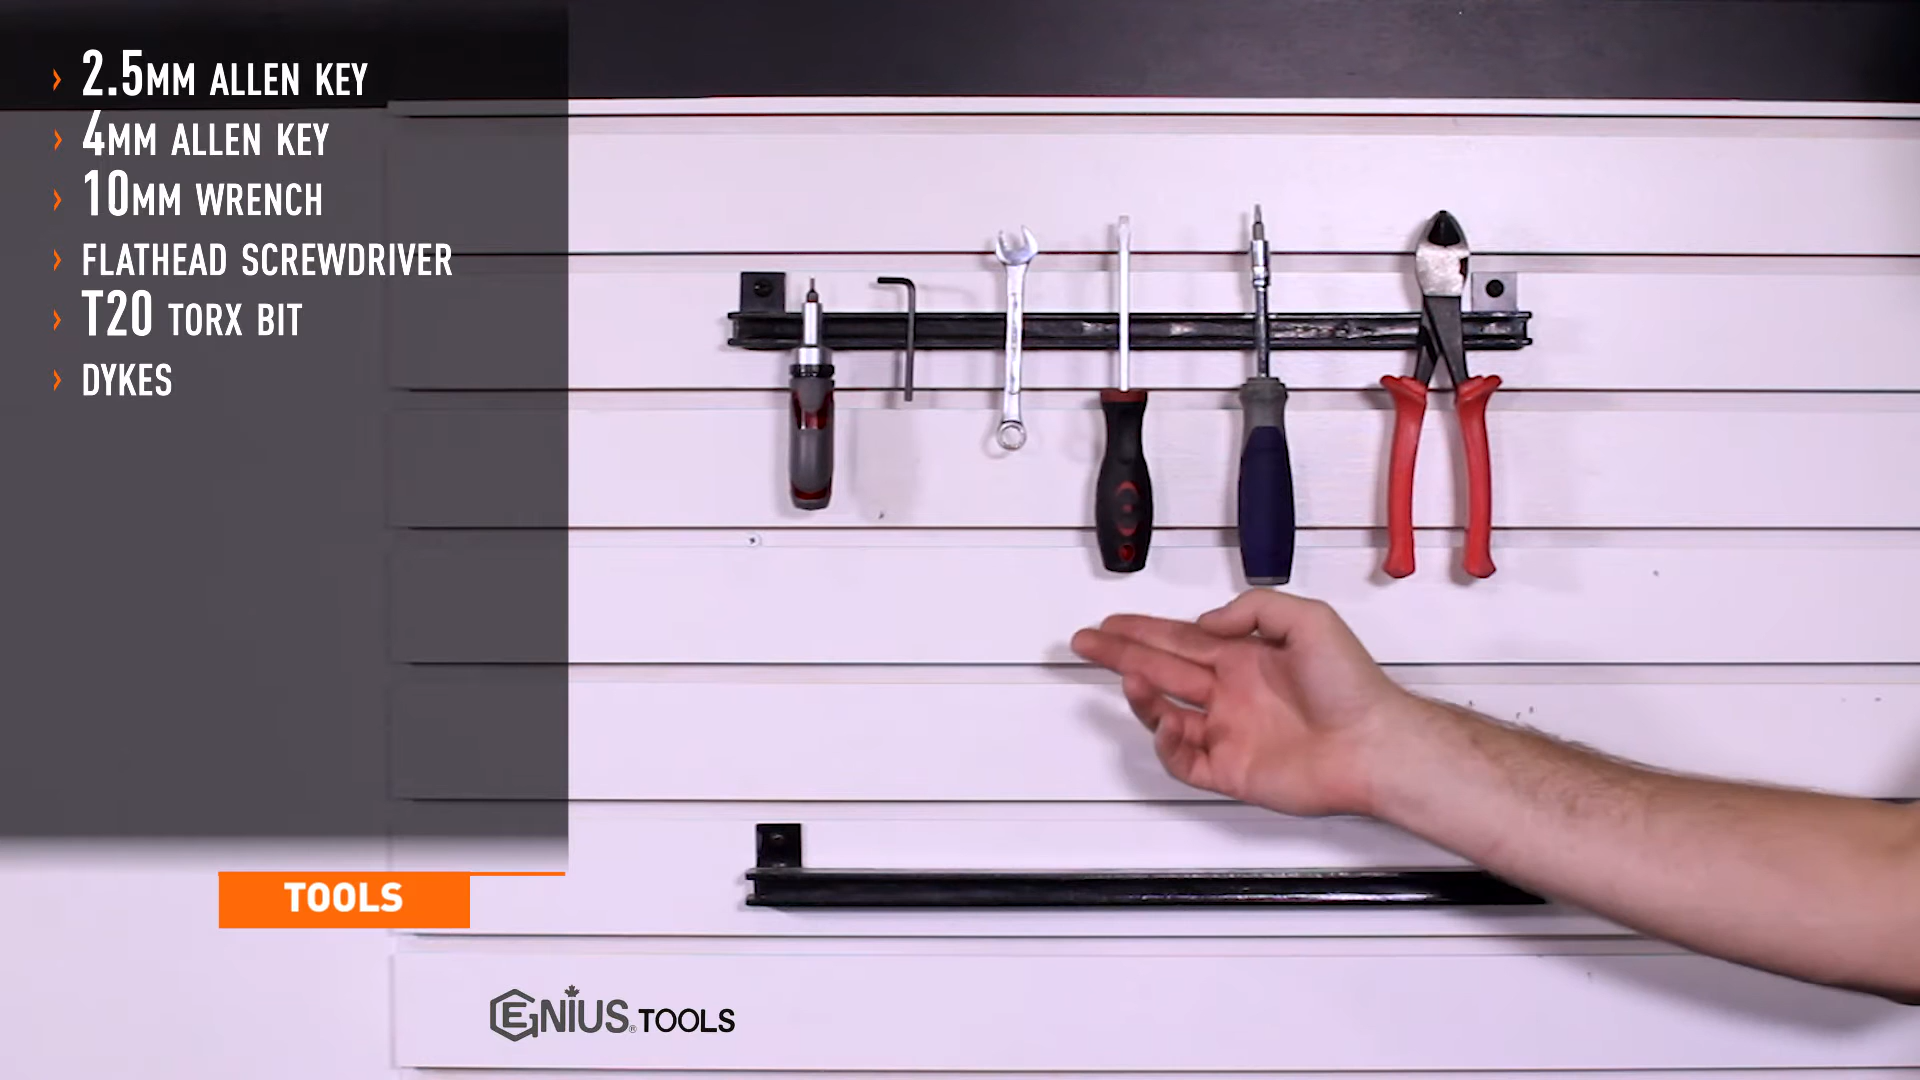 2.5MM ALLEN KEY
4MM ALLEN KEY
10MM WRENCH
FLATHEAD SCREWDRIVER
T20 TORX BIT
DYKES
TOOLS
GENIUS® TOOLS